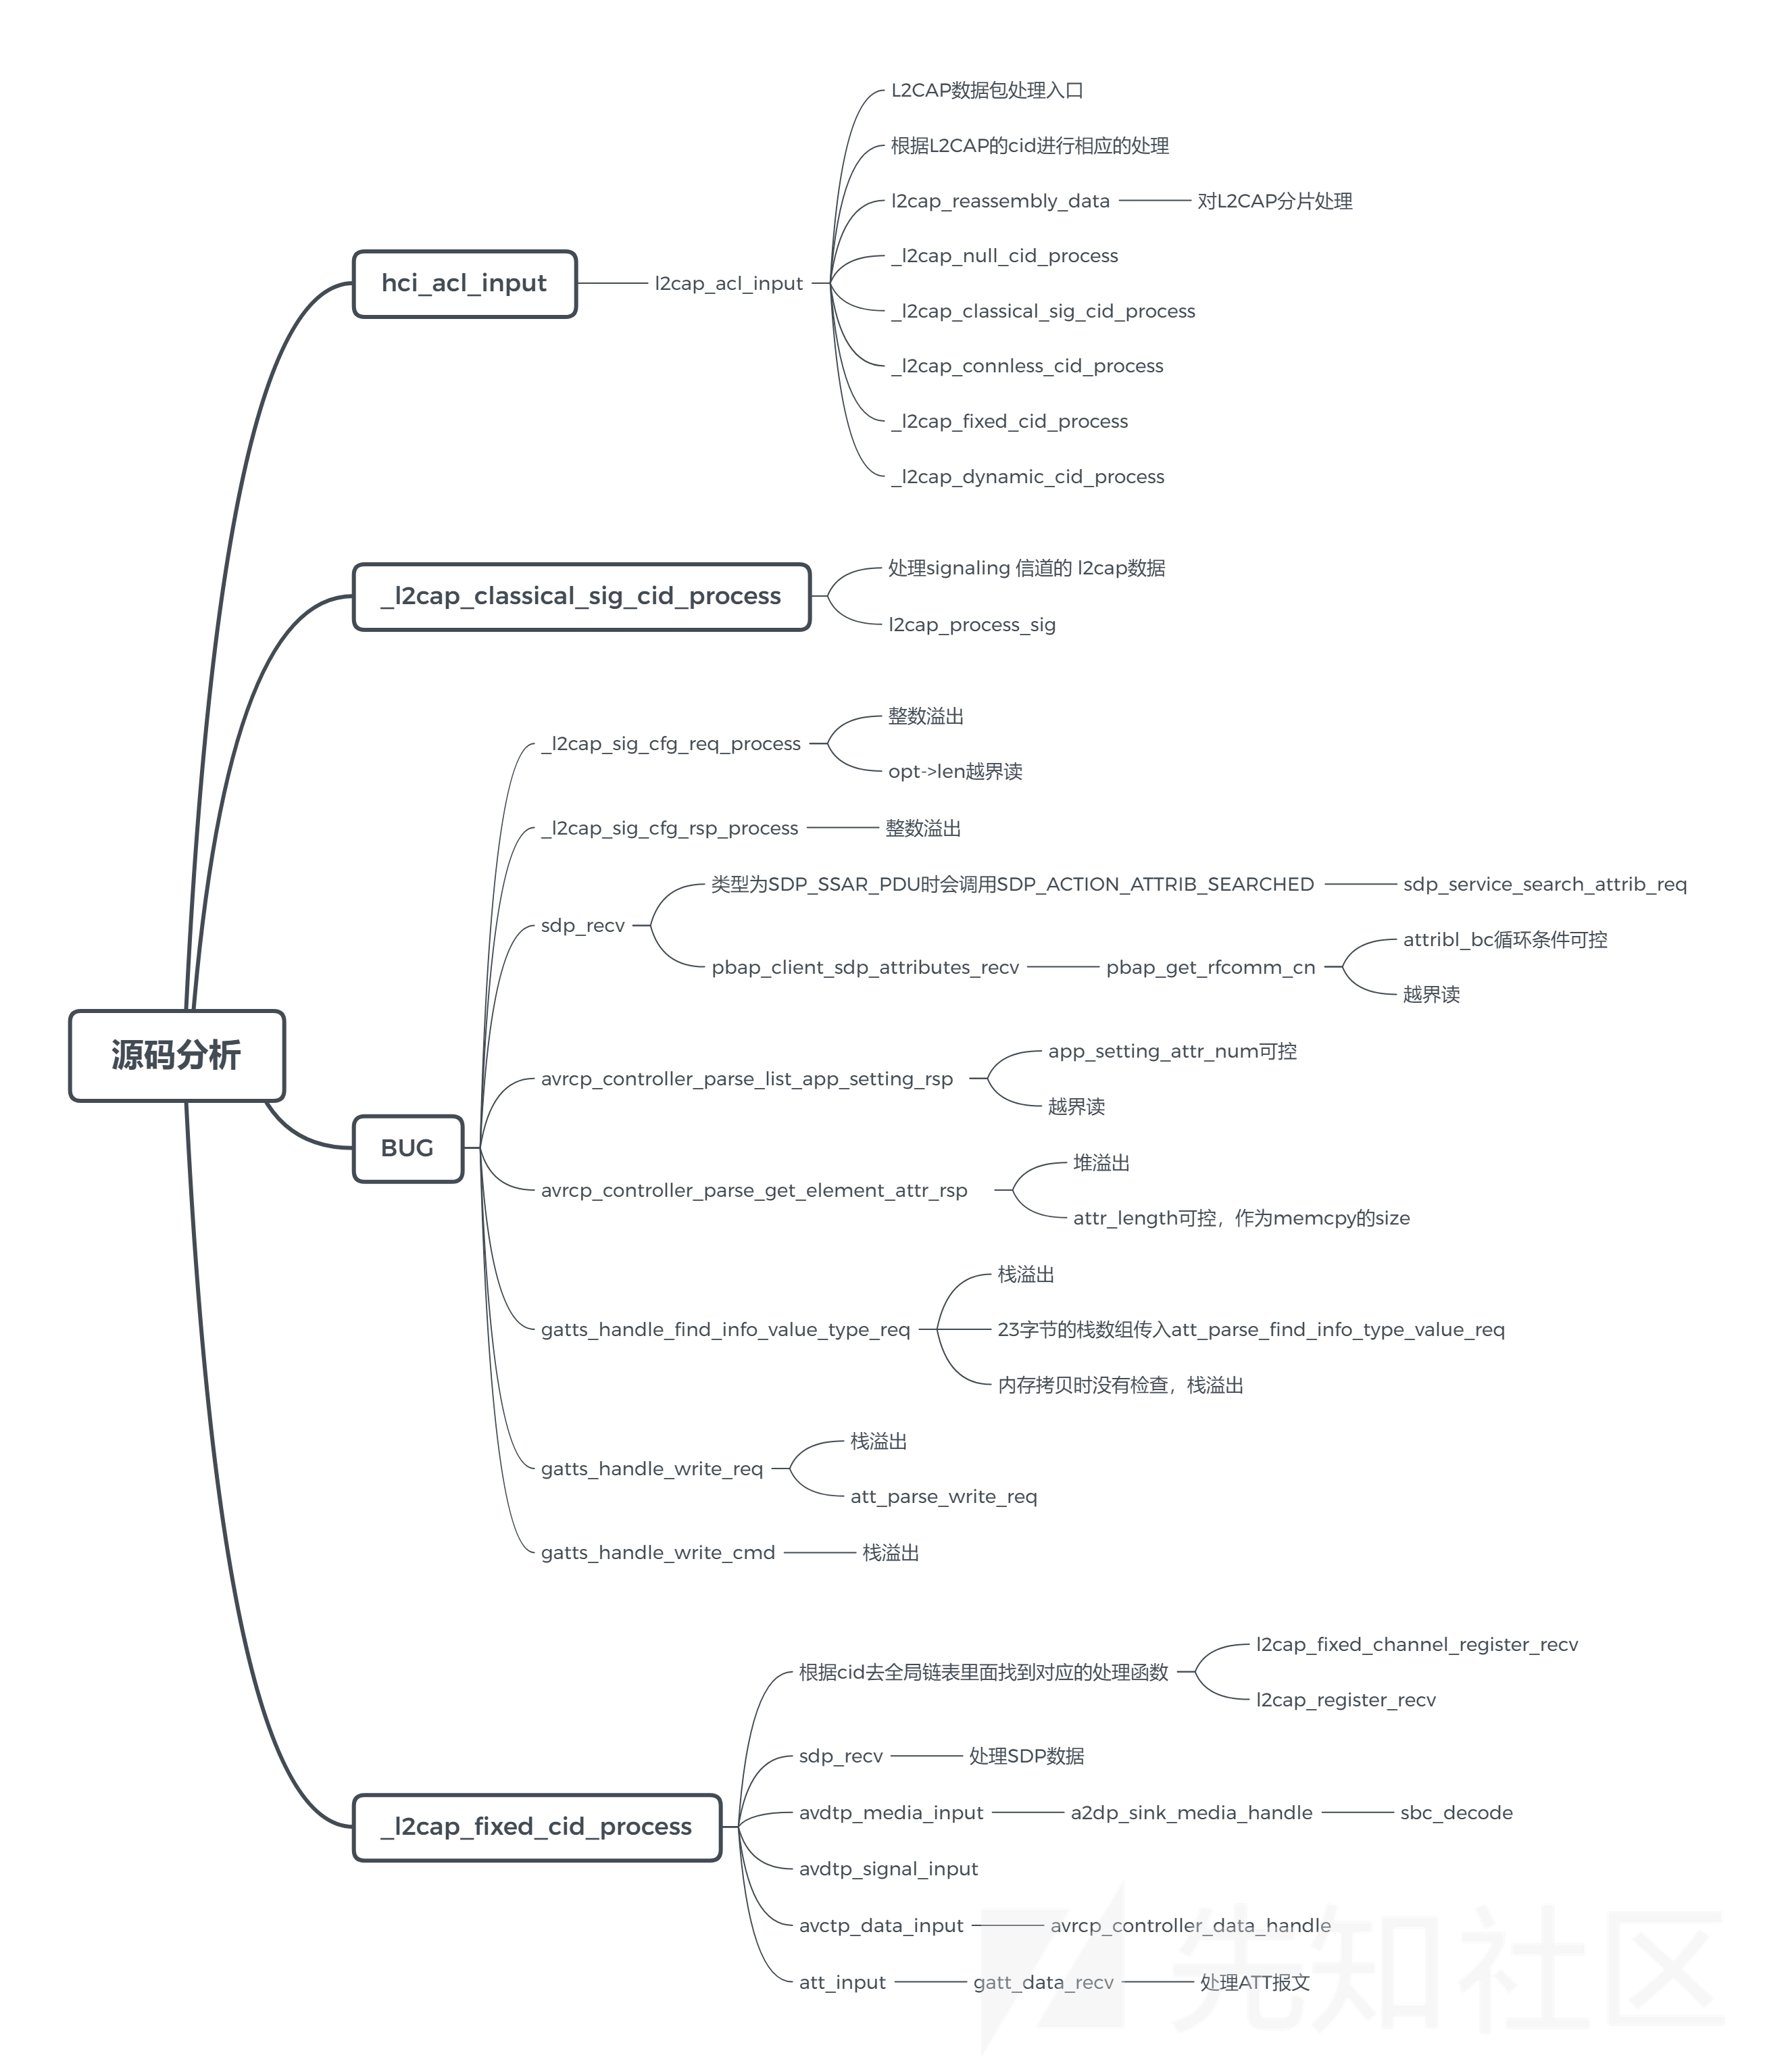 源码分析
hci_acl_input
l2cap_acl_input
L2CAP数据包处理入口
根据L2CAP的cid进行相应的处理
l2cap_reassembly_data
对L2CAP分片处理
_l2cap_null_cid_process
_l2cap_classical_sig_cid_process
_l2cap_connless_cid_process
_l2cap_fixed_cid_process
_l2cap_dynamic_cid_process
_l2cap_classical_sig_cid_process
处理signaling 信道的 l2cap数据
l2cap_process_sig
BUG
_l2cap_sig_cfg_req_process
整数溢出
opt->len越界读
_l2cap_sig_cfg_rsp_process
整数溢出
sdp_recv
类型为SDP_SSAR_PDU时会调用SDP_ACTION_ATTRIB_SEARCHED
sdp_service_search_attrib_req
pbap_client_sdp_attributes_recv
pbap_get_rfcomm_cn
attribl_bc循环条件可控
越界读
avrcp_controller_parse_list_app_setting_rsp
app_setting_attr_num可控
越界读
avrcp_controller_parse_get_element_attr_rsp
堆溢出
attr_length可控，作为memcpy的size
gatts_handle_find_info_value_type_req
栈溢出
23字节的栈数组传入att_parse_find_info_type_value_req
内存拷贝时没有检查，栈溢出
gatts_handle_write_req
栈溢出
att_parse_write_req
gatts_handle_write_cmd
栈溢出
_l2cap_fixed_cid_process
根据cid去全局链表里面找到对应的处理函数
l2cap_fixed_channel_register_recv
l2cap_register_recv
sdp_recv
处理SDP数据
avdtp_media_input
a2dp_sink_media_handle
sbc_decode
avdtp_signal_input
avctp_data_input
avrcp_controller_data_handle
att_input
gatt_data_recv
处理ATT报文
先知社区